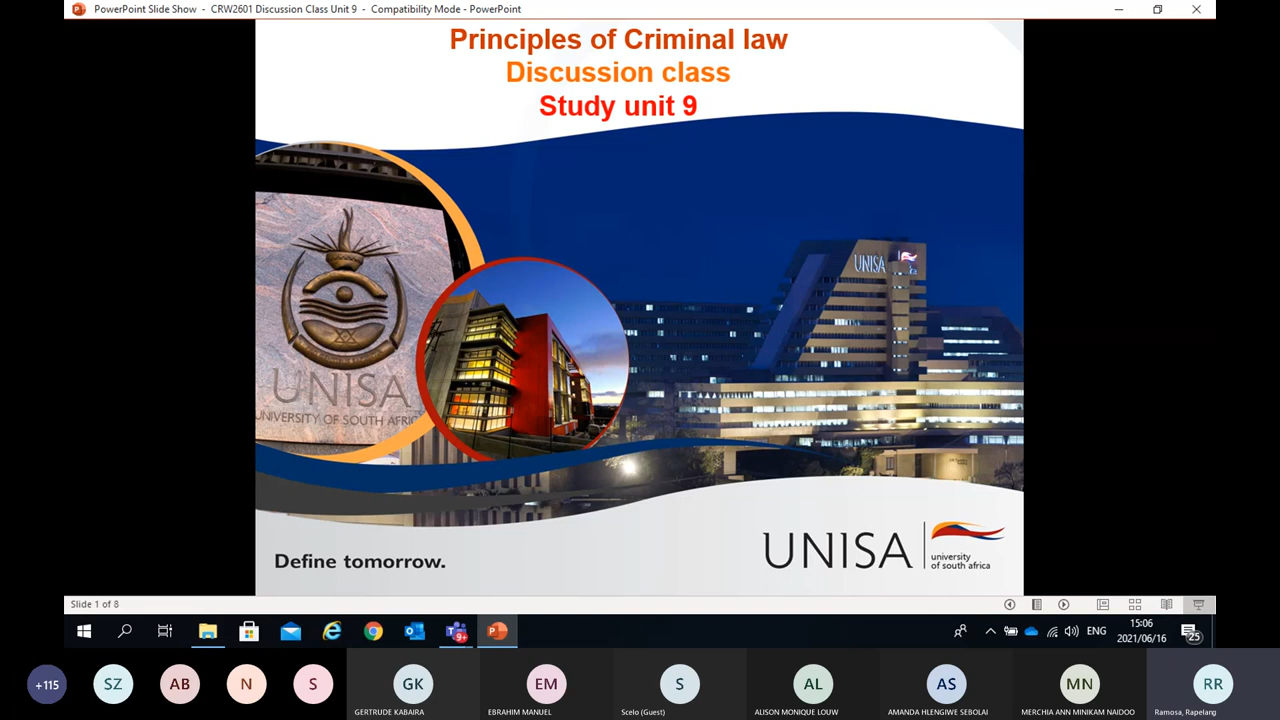 PowerPoint Slide Show - CRW2601 Discussion Class Unit 9 - Compatibility Mode - PowerPoint
Principles of Criminal law
Discussion class
Study unit 9
UNISA
UNISA
UNIVERSITY OF SOUTH AFRIC
Define tomorrow.
UNISA
university
of south africa
Slide 1 of 8
9+
ENG
15:06
2021/06/16
25
+115
SZ
AB
N
S
GK
GERTRUDE KABAIRA
EM
EBRAHIM MANUEL
S
Scelo (Guest)
AL
ALISON MONIQUE LOUW
AS
AMANDA HLENGIWE SEBOLAI
MN
MERCHIA ANN MINIKAM NAIDOO
RR
Ramosa, Rapelang